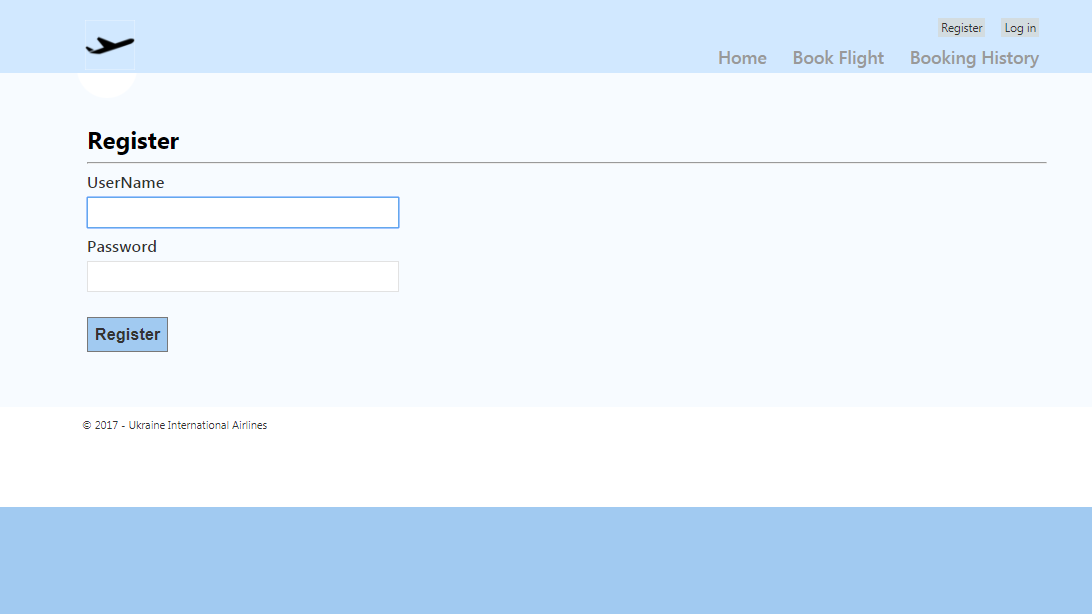 Register Log in
Home Book Flight Booking History
Register
UserName
Password
Register
© 2017 - Ukraine International Airlines